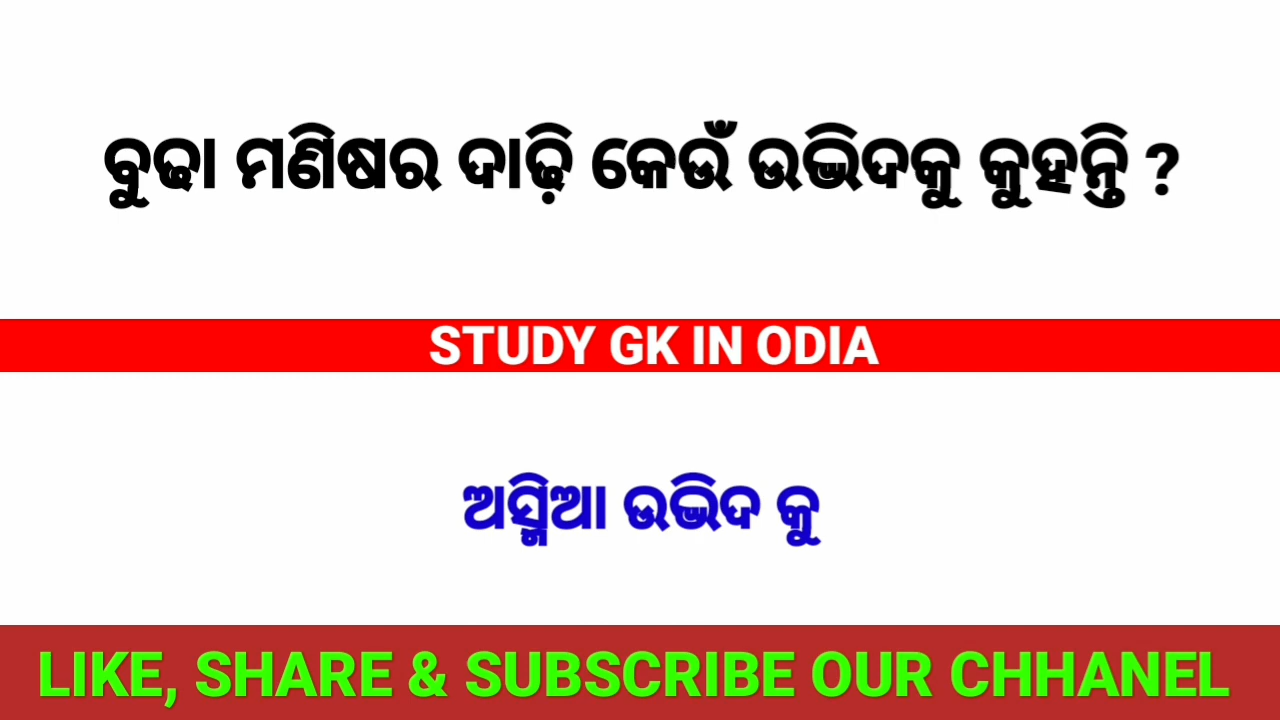 ବୁଢା ମଣିଷର ଦାଢ଼ି କେଉଁ ଉଦ୍ଭିଦକୁ କୁହନ୍ତି ?
STUDY GK IN ODIA
ଅସ୍ମିଆ ଉଦ୍ଭିଦ କୁ
LIKE, SHARE & SUBSCRIBE OUR CHHANEL